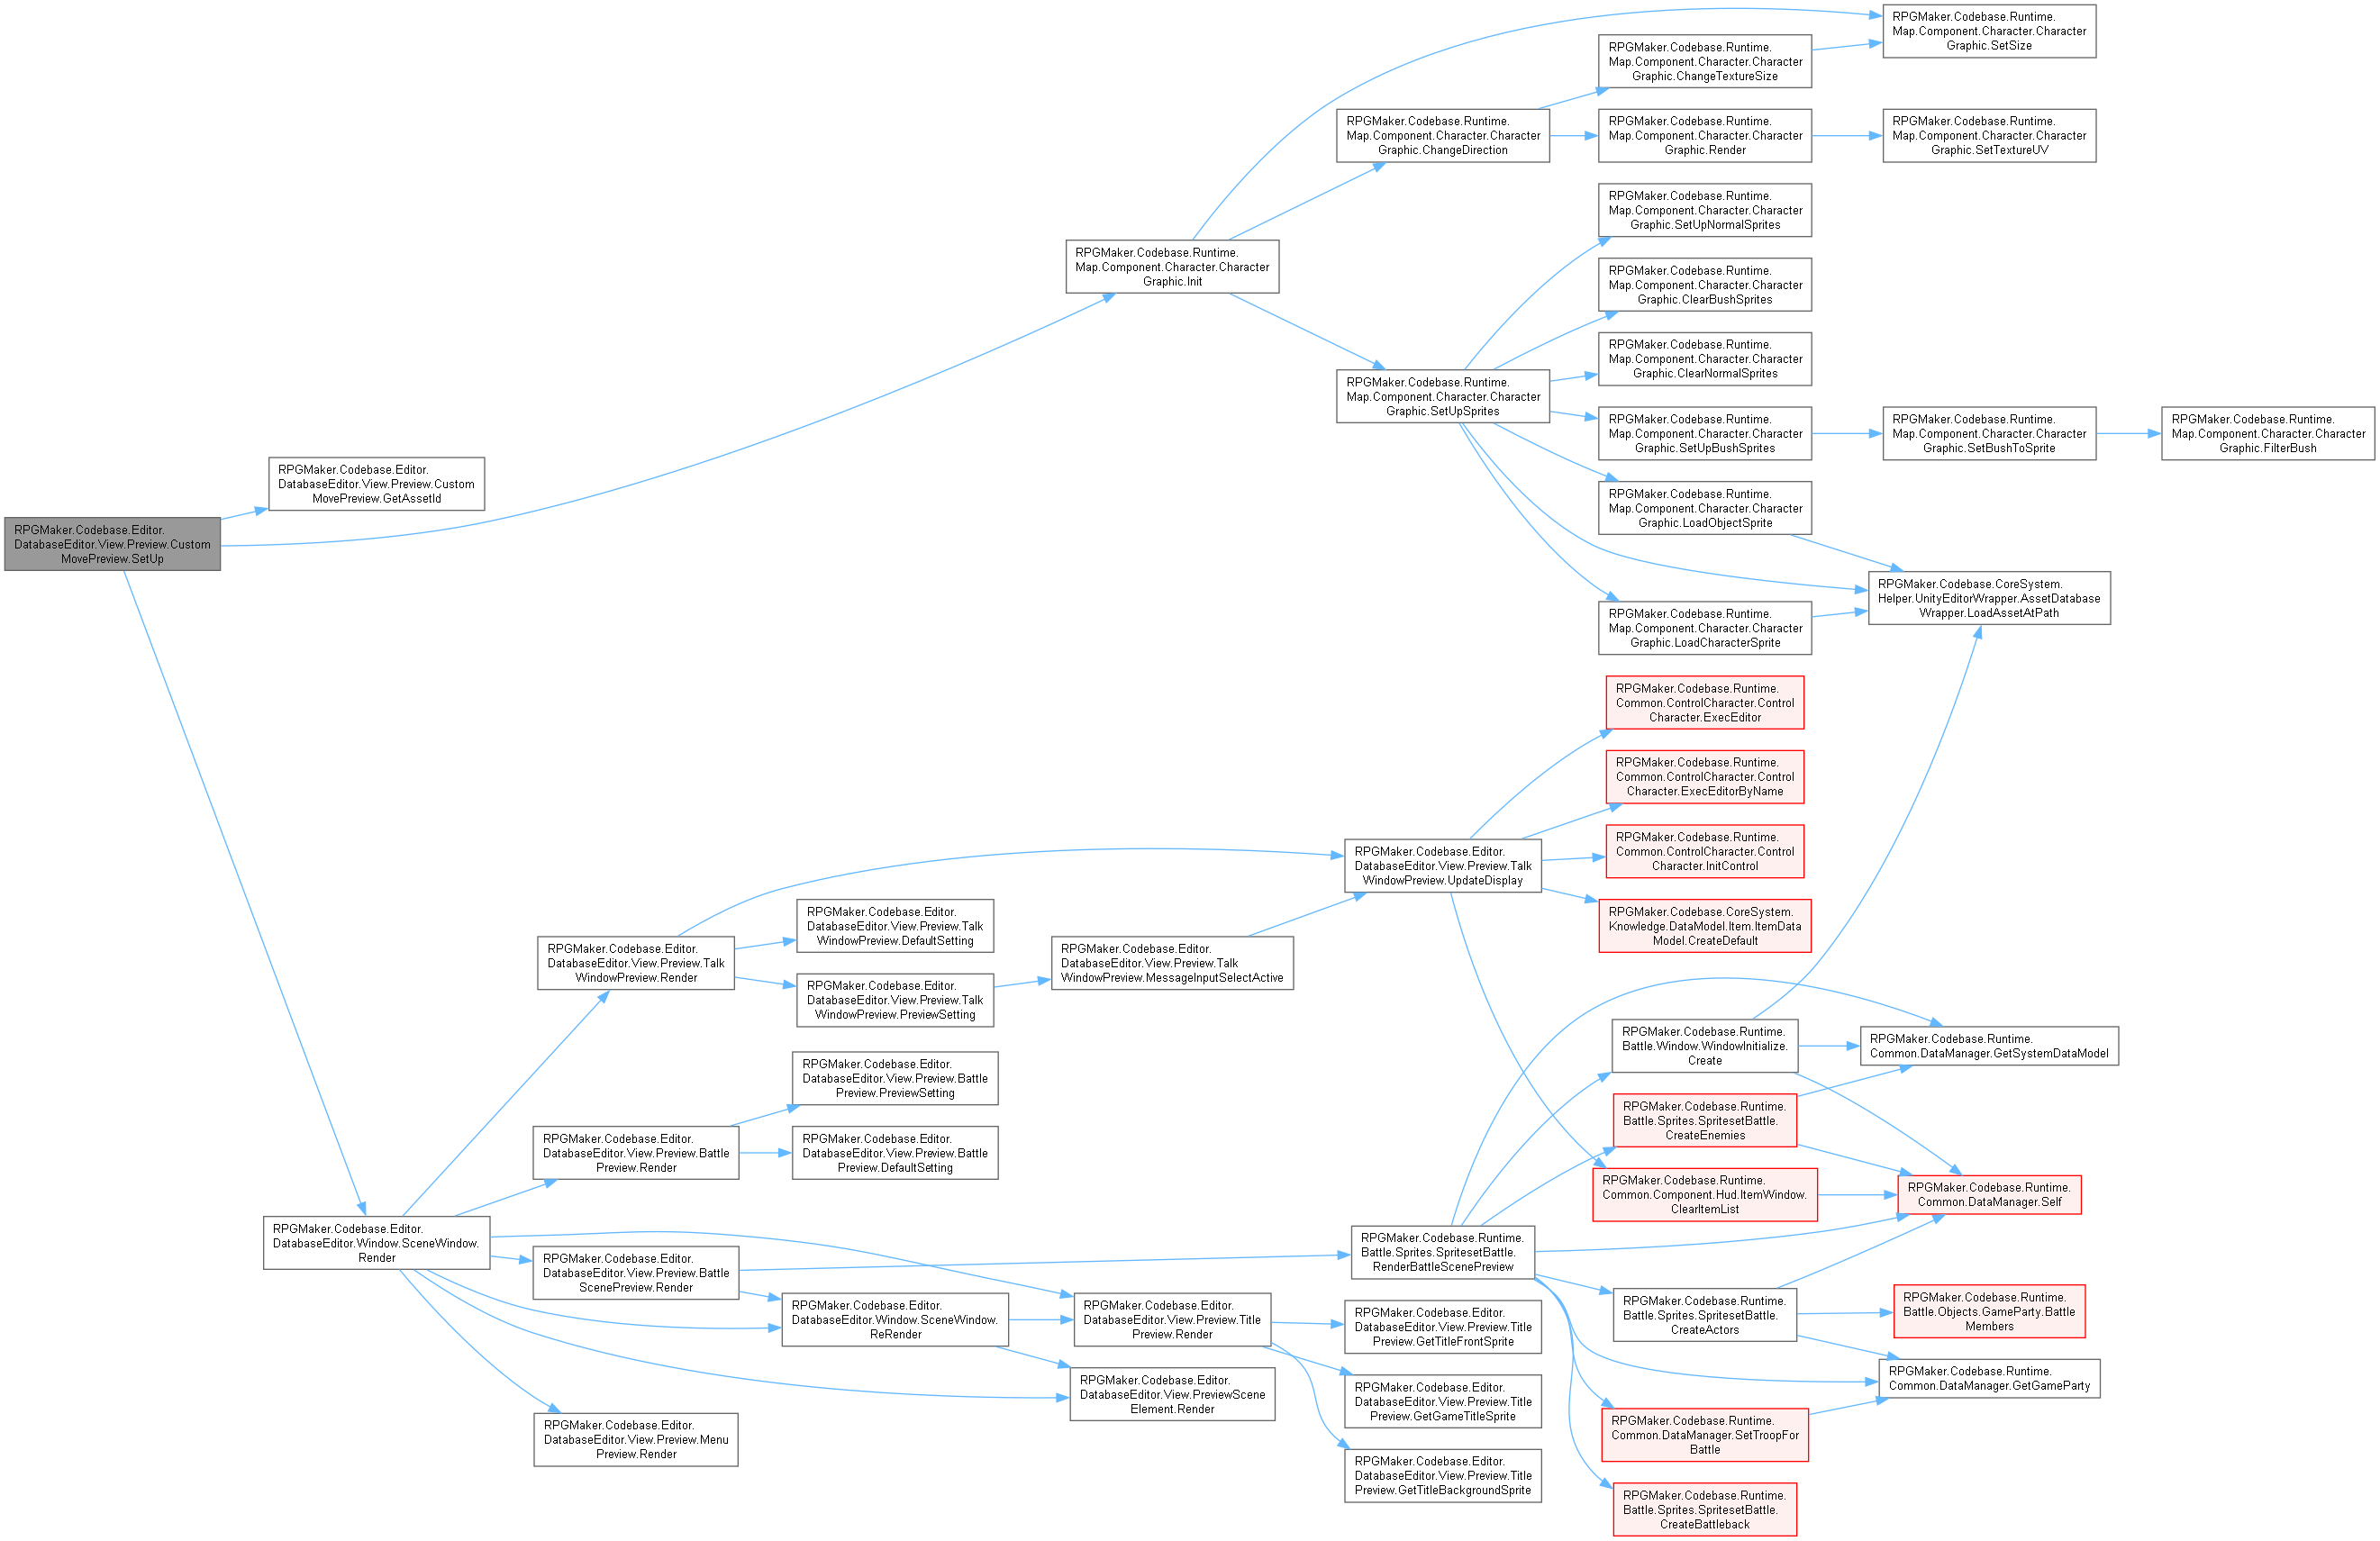 RPGMaker.Codebase.Editor.
DatabaseEditor.View.Preview.Custom
MovePreview.SetUp
RPGMaker.Codebase.Editor.
DatabaseEditor.View.Preview.Custom
MovePreview.GetAssetId
RPGMaker.Codebase.Runtime.
Map.Component.Character.Character
Graphic.Init
RPGMaker.Codebase.Runtime.
Map.Component.Character.Character
Graphic.ChangeDirection
RPGMaker.Codebase.Runtime.
Map.Component.Character.Character
Graphic.ChangeTextureSize
RPGMaker.Codebase.Runtime.
Map.Component.Character.Character
Graphic.SetSize
RPGMaker.Codebase.Runtime.
Map.Component.Character.Character
Graphic.Render
RPGMaker.Codebase.Runtime.
Map.Component.Character.Character
Graphic.SetTextureUV
RPGMaker.Codebase.Runtime.
Map.Component.Character.Character
Graphic.SetUpSprites
RPGMaker.Codebase.Runtime.
Map.Component.Character.Character
Graphic.SetUpNormalSprites
RPGMaker.Codebase.Runtime.
Map.Component.Character.Character
Graphic.ClearBushSprites
RPGMaker.Codebase.Runtime.
Map.Component.Character.Character
Graphic.ClearNormalSprites
RPGMaker.Codebase.Runtime.
Map.Component.Character.Character
Graphic.SetUpBushSprites
RPGMaker.Codebase.Runtime.
Map.Component.Character.Character
Graphic.SetBushToSprite
RPGMaker.Codebase.Runtime.
Map.Component.Character.Character
Graphic.FilterBush
RPGMaker.Codebase.Runtime.
Map.Component.Character.Character
Graphic.LoadObjectSprite
RPGMaker.Codebase.CoreSystem.
Helper.UnityEditorWrapper.AssetDatabase
Wrapper.LoadAssetAtPath
RPGMaker.Codebase.Runtime.
Map.Component.Character.Character
Graphic.LoadCharacterSprite
RPGMaker.Codebase.Editor.
DatabaseEditor.Window.SceneWindow.
Render
RPGMaker.Codebase.Editor.
DatabaseEditor.View.Preview.Talk
WindowPreview.Render
RPGMaker.Codebase.Editor.
DatabaseEditor.View.Preview.Talk
WindowPreview.DefaultSetting
RPGMaker.Codebase.Editor.
DatabaseEditor.View.Preview.Talk
WindowPreview.PreviewSetting
RPGMaker.Codebase.Editor.
DatabaseEditor.View.Preview.Talk
WindowPreview.MessageInputSelectActive
RPGMaker.Codebase.Editor.
DatabaseEditor.View.Preview.Talk
WindowPreview.UpdateDisplay
RPGMaker.Codebase.Runtime.
Common.ControlCharacter.Control
Character.ExecEditor
RPGMaker.Codebase.Runtime.
Common.ControlCharacter.Control
Character.ExecEditorByName
RPGMaker.Codebase.Runtime.
Common.ControlCharacter.Control
Character.InitControl
RPGMaker.Codebase.CoreSystem.
Knowledge.DataModel.Item.ItemData
Model.CreateDefault
RPGMaker.Codebase.Runtime.
Common.Component.Hud.ItemWindow.
ClearItemList
RPGMaker.Codebase.Editor.
DatabaseEditor.View.Preview.Battle
Preview.Render
RPGMaker.Codebase.Editor.
DatabaseEditor.View.Preview.Battle
Preview.PreviewSetting
RPGMaker.Codebase.Editor.
DatabaseEditor.View.Preview.Battle
Preview.DefaultSetting
RPGMaker.Codebase.Editor.
DatabaseEditor.View.Preview.Battle
ScenePreview.Render
RPGMaker.Codebase.Editor.
DatabaseEditor.Window.SceneWindow.
ReRender
RPGMaker.Codebase.Editor.
DatabaseEditor.View.Preview.Title
Preview.Render
RPGMaker.Codebase.Editor.
DatabaseEditor.View.PreviewScene
Element.Render
RPGMaker.Codebase.Editor.
DatabaseEditor.View.Preview.Menu
Preview.Render
RPGMaker.Codebase.Runtime.
Battle.Sprites.SpritesetBattle.
RenderBattleScenePreview
RPGMaker.Codebase.Editor.
DatabaseEditor.View.Preview.Title
Preview.GetTitleFrontSprite
RPGMaker.Codebase.Editor.
DatabaseEditor.View.Preview.Title
Preview.GetGameTitleSprite
RPGMaker.Codebase.Editor.
DatabaseEditor.View.Preview.Title
Preview.GetTitleBackgroundSprite
RPGMaker.Codebase.Runtime.
Battle.Window.WindowInitialize.
Create
RPGMaker.Codebase.Runtime.
Common.DataManager.GetSystemDataModel
RPGMaker.Codebase.Runtime.
Battle.Sprites.SpritesetBattle.
CreateEnemies
RPGMaker.Codebase.Runtime.
Common.DataManager.Self
RPGMaker.Codebase.Runtime.
Battle.Sprites.SpritesetBattle.
CreateActors
RPGMaker.Codebase.Runtime.
Battle.Objects.GameParty.Battle
Members
RPGMaker.Codebase.Runtime.
Common.DataManager.GetGameParty
RPGMaker.Codebase.Runtime.
Common.DataManager.SetTroopFor
Battle
RPGMaker.Codebase.Runtime.
Battle.Sprites.SpritesetBattle.
CreateBattleback